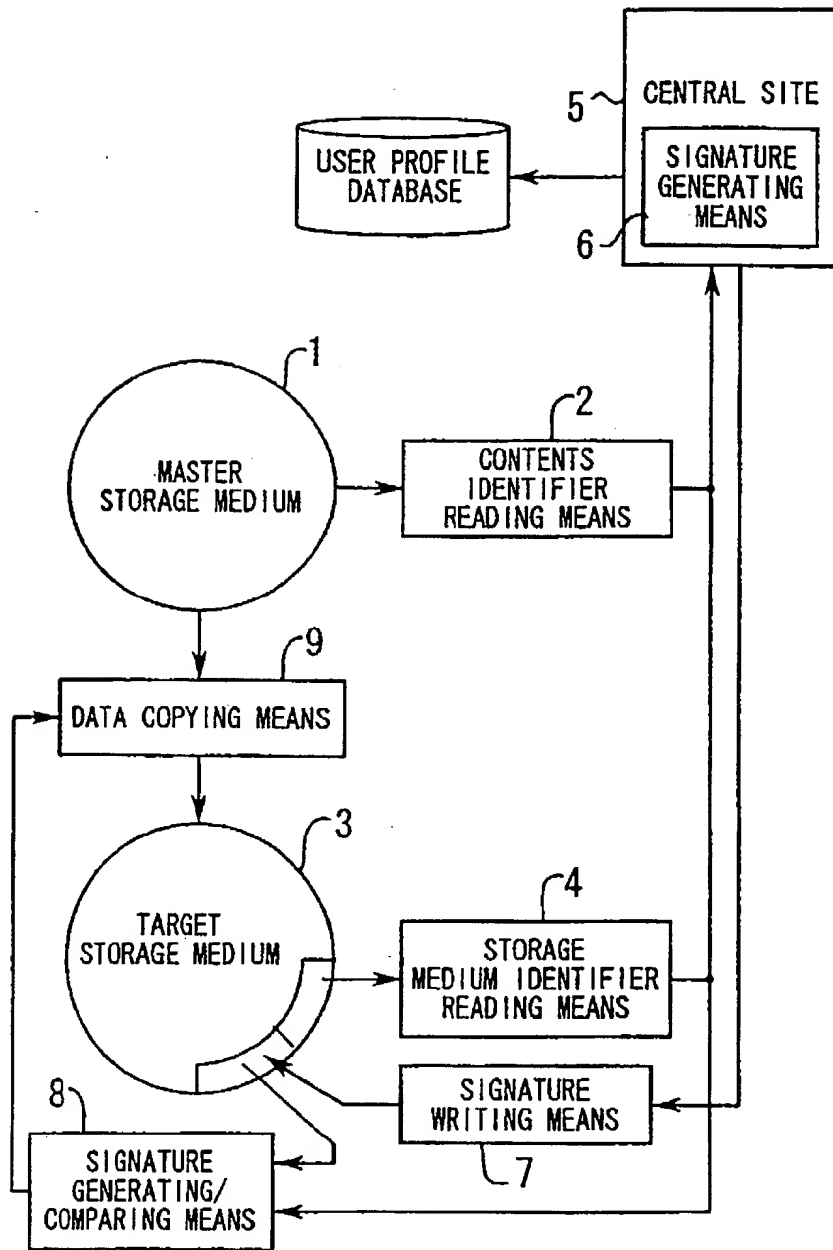 5
CENTRAL SITE
SIGNATURE
GENERATING
MEANS
6
USER PROFILE
DATABASE
1
MASTER
STORAGE MEDIUM
2
CONTENTS
IDENTIFIER
READING MEANS
9
DATA COPYING MEANS
3
TARGET
STORAGE MEDIUM
4
STORAGE
MEDIUM IDENTIFIER
READING MEANS
SIGNATURE
WRITING MEANS
7
8
SIGNATURE
GENERATING/
COMPARING MEANS